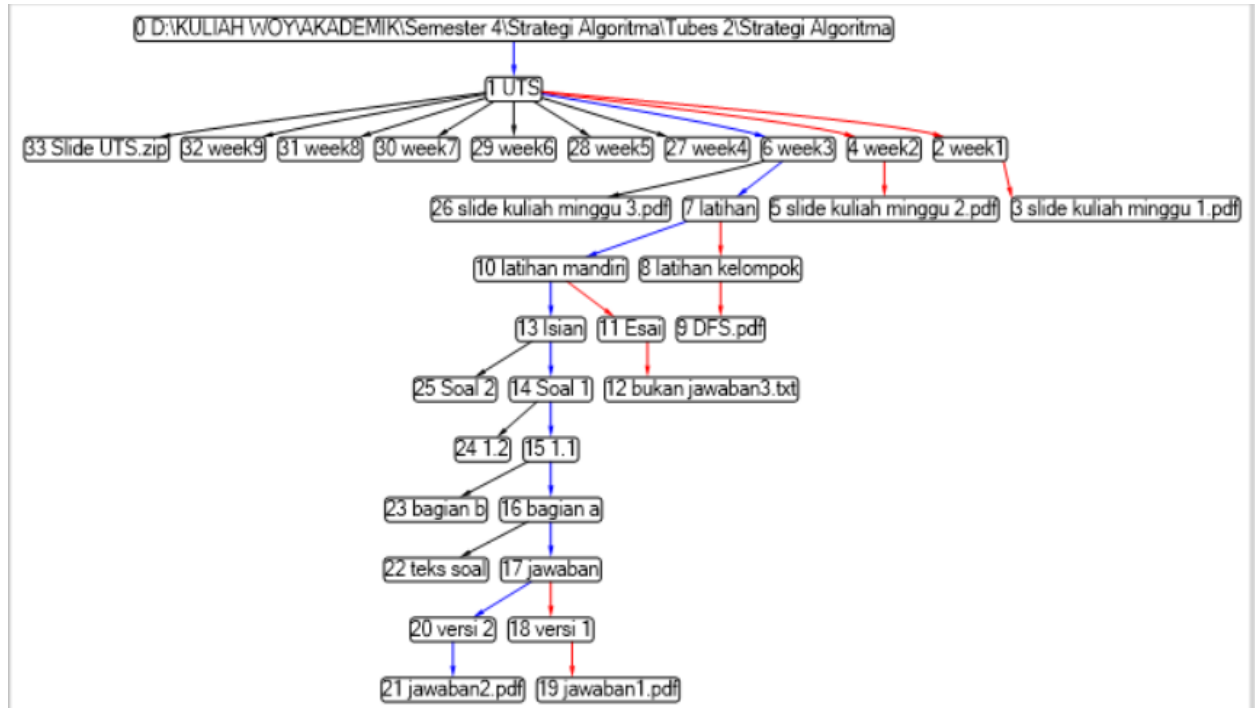 0 D:\KULIAH WOY\AKADEMIK\Semester 4\Strategi Algoritma\Tubes 2\Strategi Algoritma
1 UTS
33 Slide UTS.zip
32 week9
31 week8
30 week7
29 week6
28 week5
27 week4
6 week3
4 week2
2 week1
26 slide kuliah minggu 3.pdf
7 latihan
5 slide kuliah minggu 2.pdf
3 slide kuliah minggu 1.pdf
10 latihan mandiri
8 latihan kelompok
13 Isian
11 Esai
9 DFS.pdf
25 Soal 2
14 Soal 1
12 bukan jawaban3.txt
24 1.2
15 1.1
23 bagian b
16 bagian a
22 teks soal
17 jawaban
20 versi 2
18 versi 1
21 jawaban2.pdf
19 jawaban1.pdf